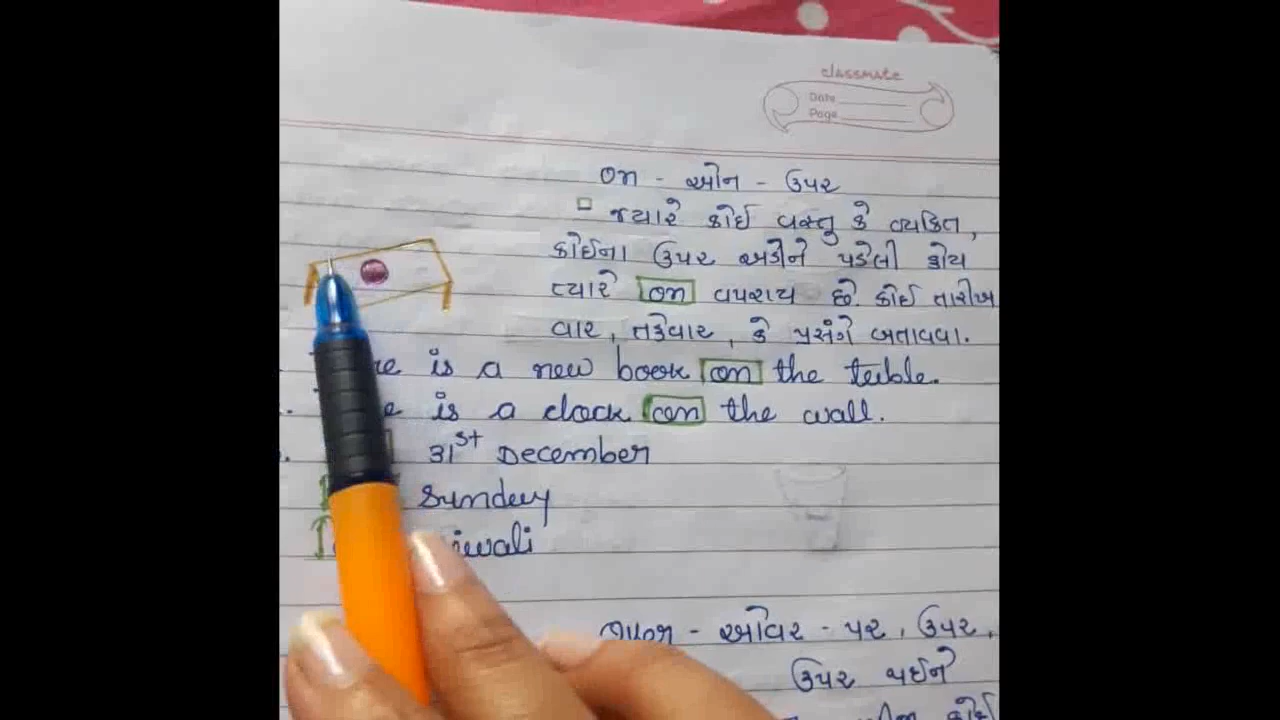 classmate
Date
Page
on - ઓન - ઉપર
જ્યારે કોઈ વસ્તુ કે વ્યકિત,
કોઈના ઉપર અડીને પડેલી હોય
ત્યારે on વપરાય છે. કોઈ તારીખ
વાર, તહેવાર, કે પ્રસંગે બતાવવા.
is a new book on the table.
is a clock on the wall.
31st December
Sunday
iwali
- ઓવર - પર, ઉપર,
ઉપર થઈને
કોઈ